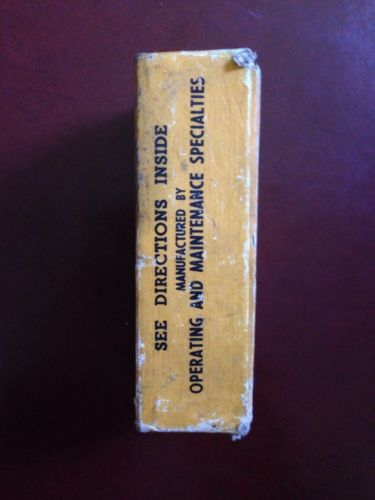 SEE DIRECTIONS INSIDE
MANUFACTURED BY
OPERATING AND MAINTENANCE SPECIALTIES